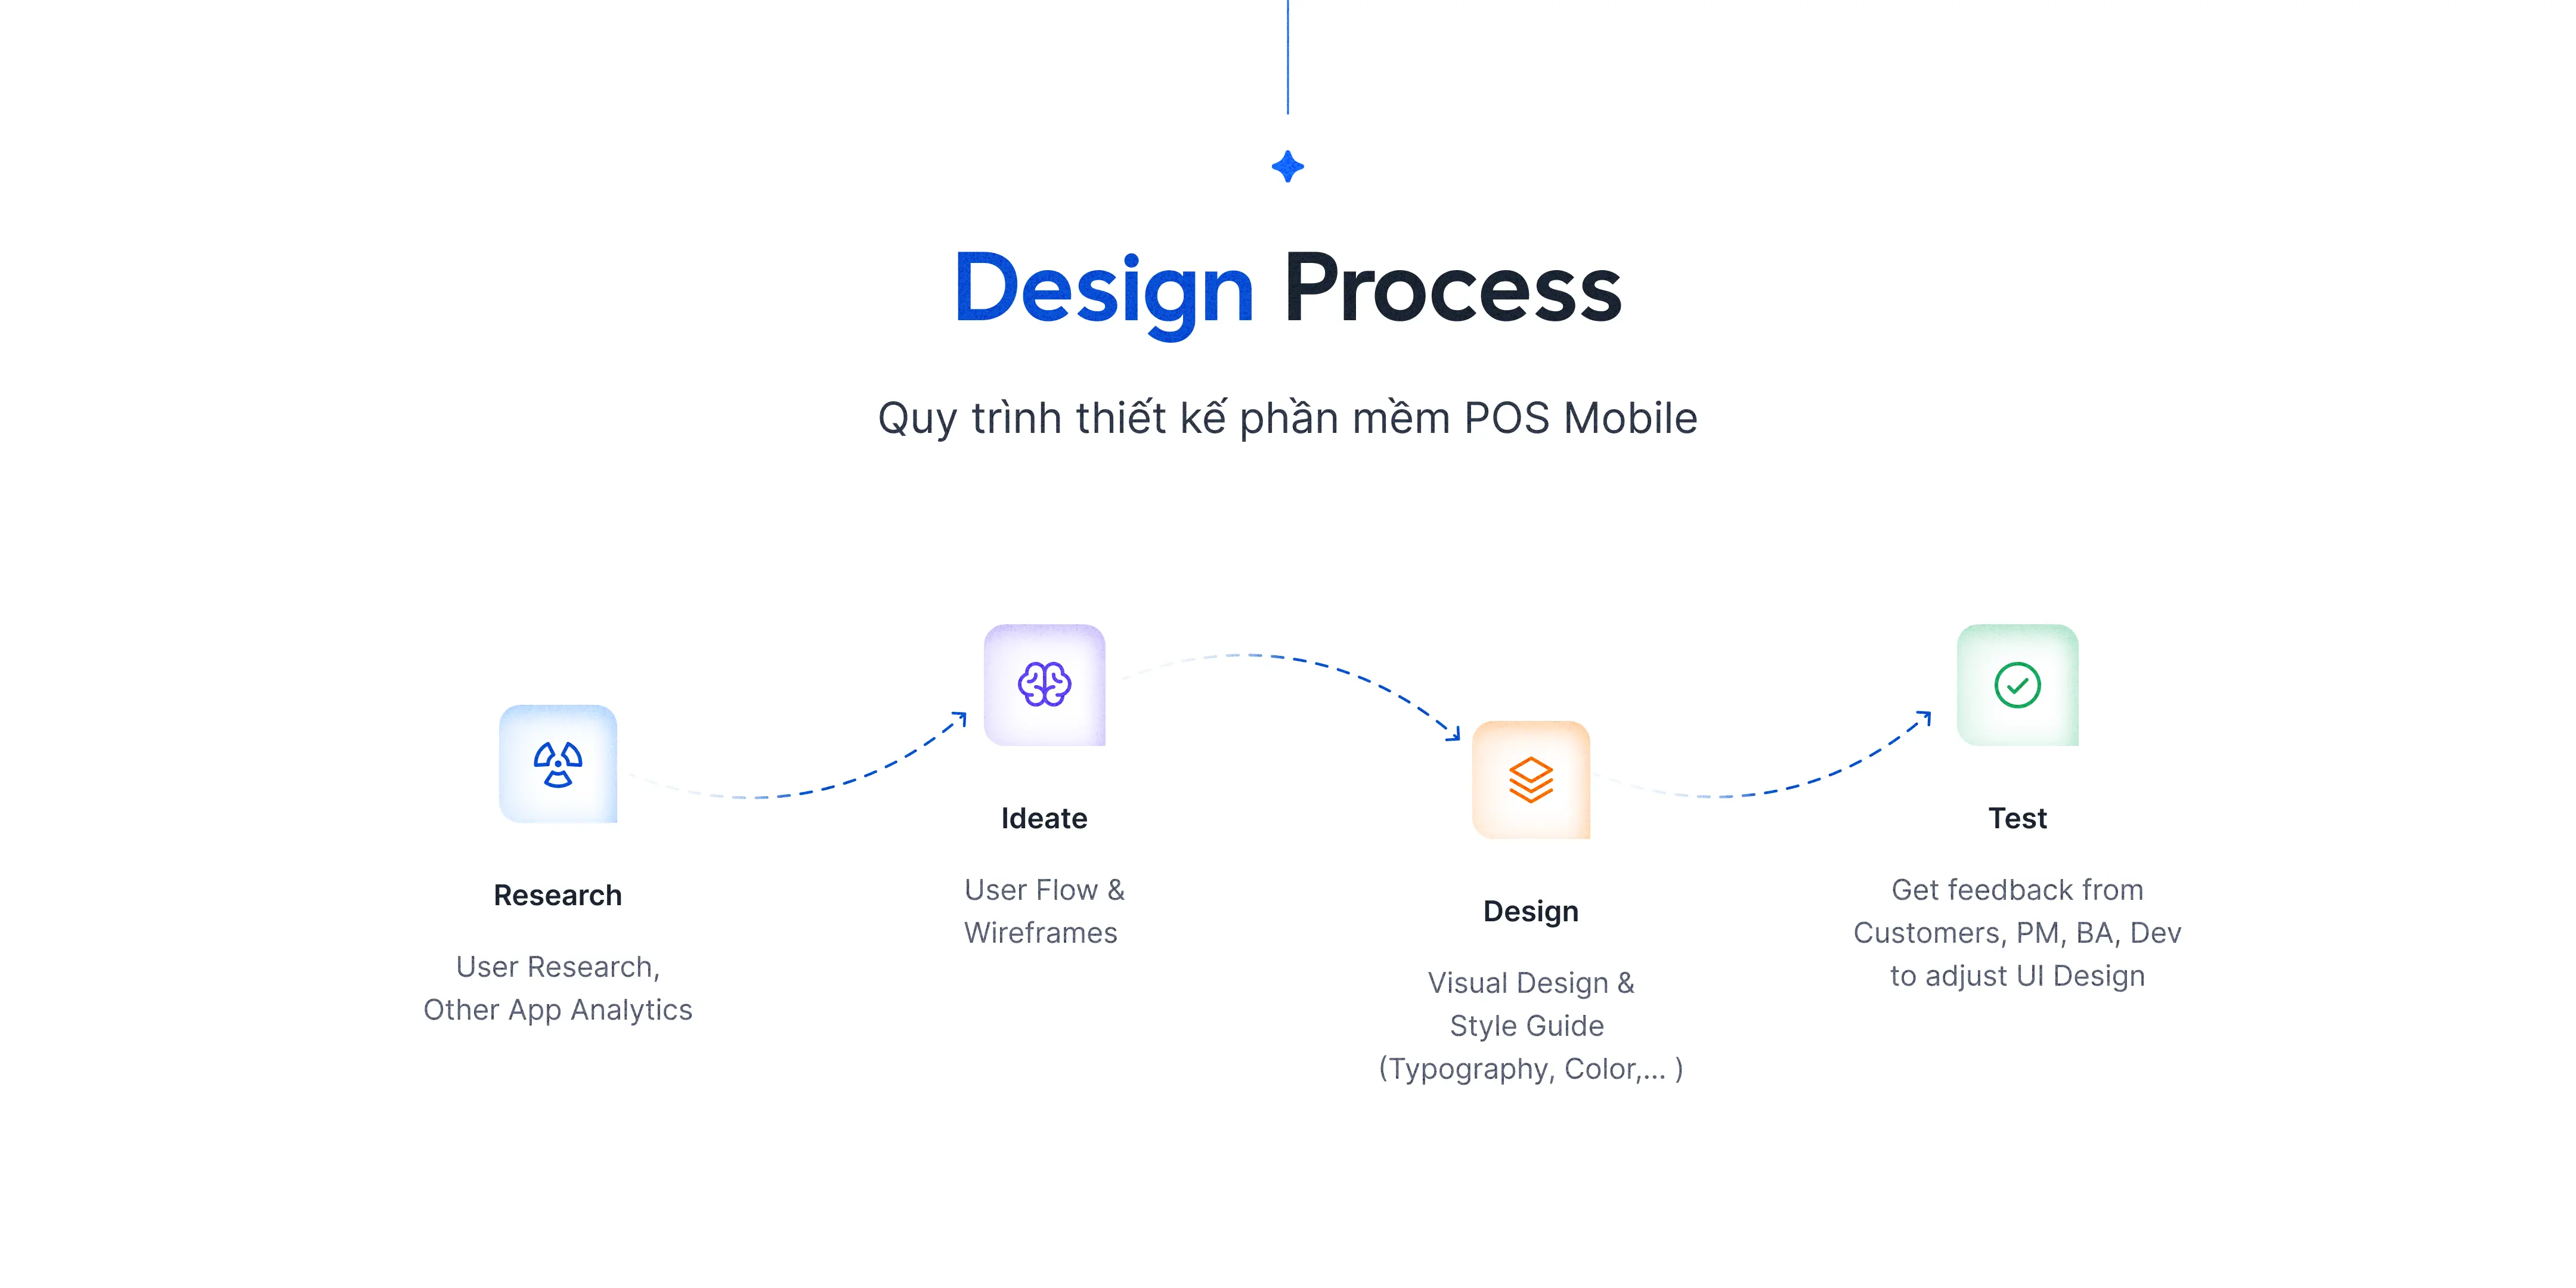 Design Process
Quy trình thiết kế phần mềm POS Mobile
Research
User Research,
Other App Analytics
Ideate
User Flow &
Wireframes
Design
Visual Design &
Style Guide
(Typography, Color,... )
Test
Get feedback from
Customers, PM, BA, Dev
to adjust UI Design